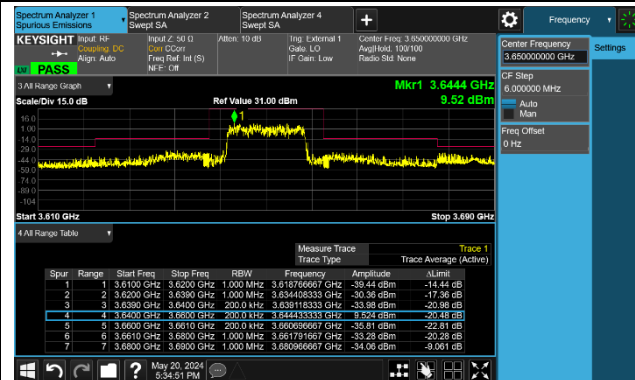 Spectrum Analyzer 1
Spurious Emissions
Spectrum Analyzer 2
Swept SA
Spectrum Analyzer 4
Swept SA
+
Frequency
KEYSIGHT
Input: RF
Coupling: DC
Align: Auto
Input Z: 50 Ω
Corr CCorr
Freq Ref: Int (S)
NFE: Off
Atten: 10 dB
Trig: External 1
Gate: LO
IF Gain: Low
Center Freq: 3.650000000 GHz
Avg|Hold: 100/100
Radio Std: None
LXI
PASS
3 All Range Graph
Mkr1 3.6444 GHz
Scale/Div 15.0 dB
Ref Value 31.00 dBm
9.52 dBm
1
16.0
1.00
-14.0
-29.0
-44.0
-59.0
-74.0
-89.0
-104
Start 3.610 GHz
Stop 3.690 GHz
4 All Range Table
Measure Trace Trace 1
Trace Type Trace Average (Active)
Spur Range Start Freq Stop Freq RBW Frequency Amplitude ΔLimit
1 1 3.6100 GHz 3.6200 GHz 1.000 MHz 3.618766667 GHz -39.44 dBm -14.44 dB
2 2 3.6200 GHz 3.6390 GHz 1.000 MHz 3.634408333 GHz -30.36 dBm -17.36 dB
3 3 3.6390 GHz 3.6400 GHz 200.0 kHz 3.639118333 GHz -33.98 dBm -20.98 dB
4 4 3.6400 GHz 3.6600 GHz 200.0 kHz 3.644433333 GHz 9.524 dBm -20.48 dB
5 5 3.6600 GHz 3.6610 GHz 200.0 kHz 3.660696667 GHz -35.81 dBm -22.81 dB
6 6 3.6610 GHz 3.6800 GHz 1.000 MHz 3.661791667 GHz -33.28 dBm -20.28 dB
7 7 3.6800 GHz 3.6900 GHz 1.000 MHz 3.680966667 GHz -34.06 dBm -9.061 dB
Center Frequency
3.650000000 GHz
Settings
CF Step
6.000000 MHz
Auto
Man
Freq Offset
0 Hz
?
May 20, 2024
5:34:51 PM